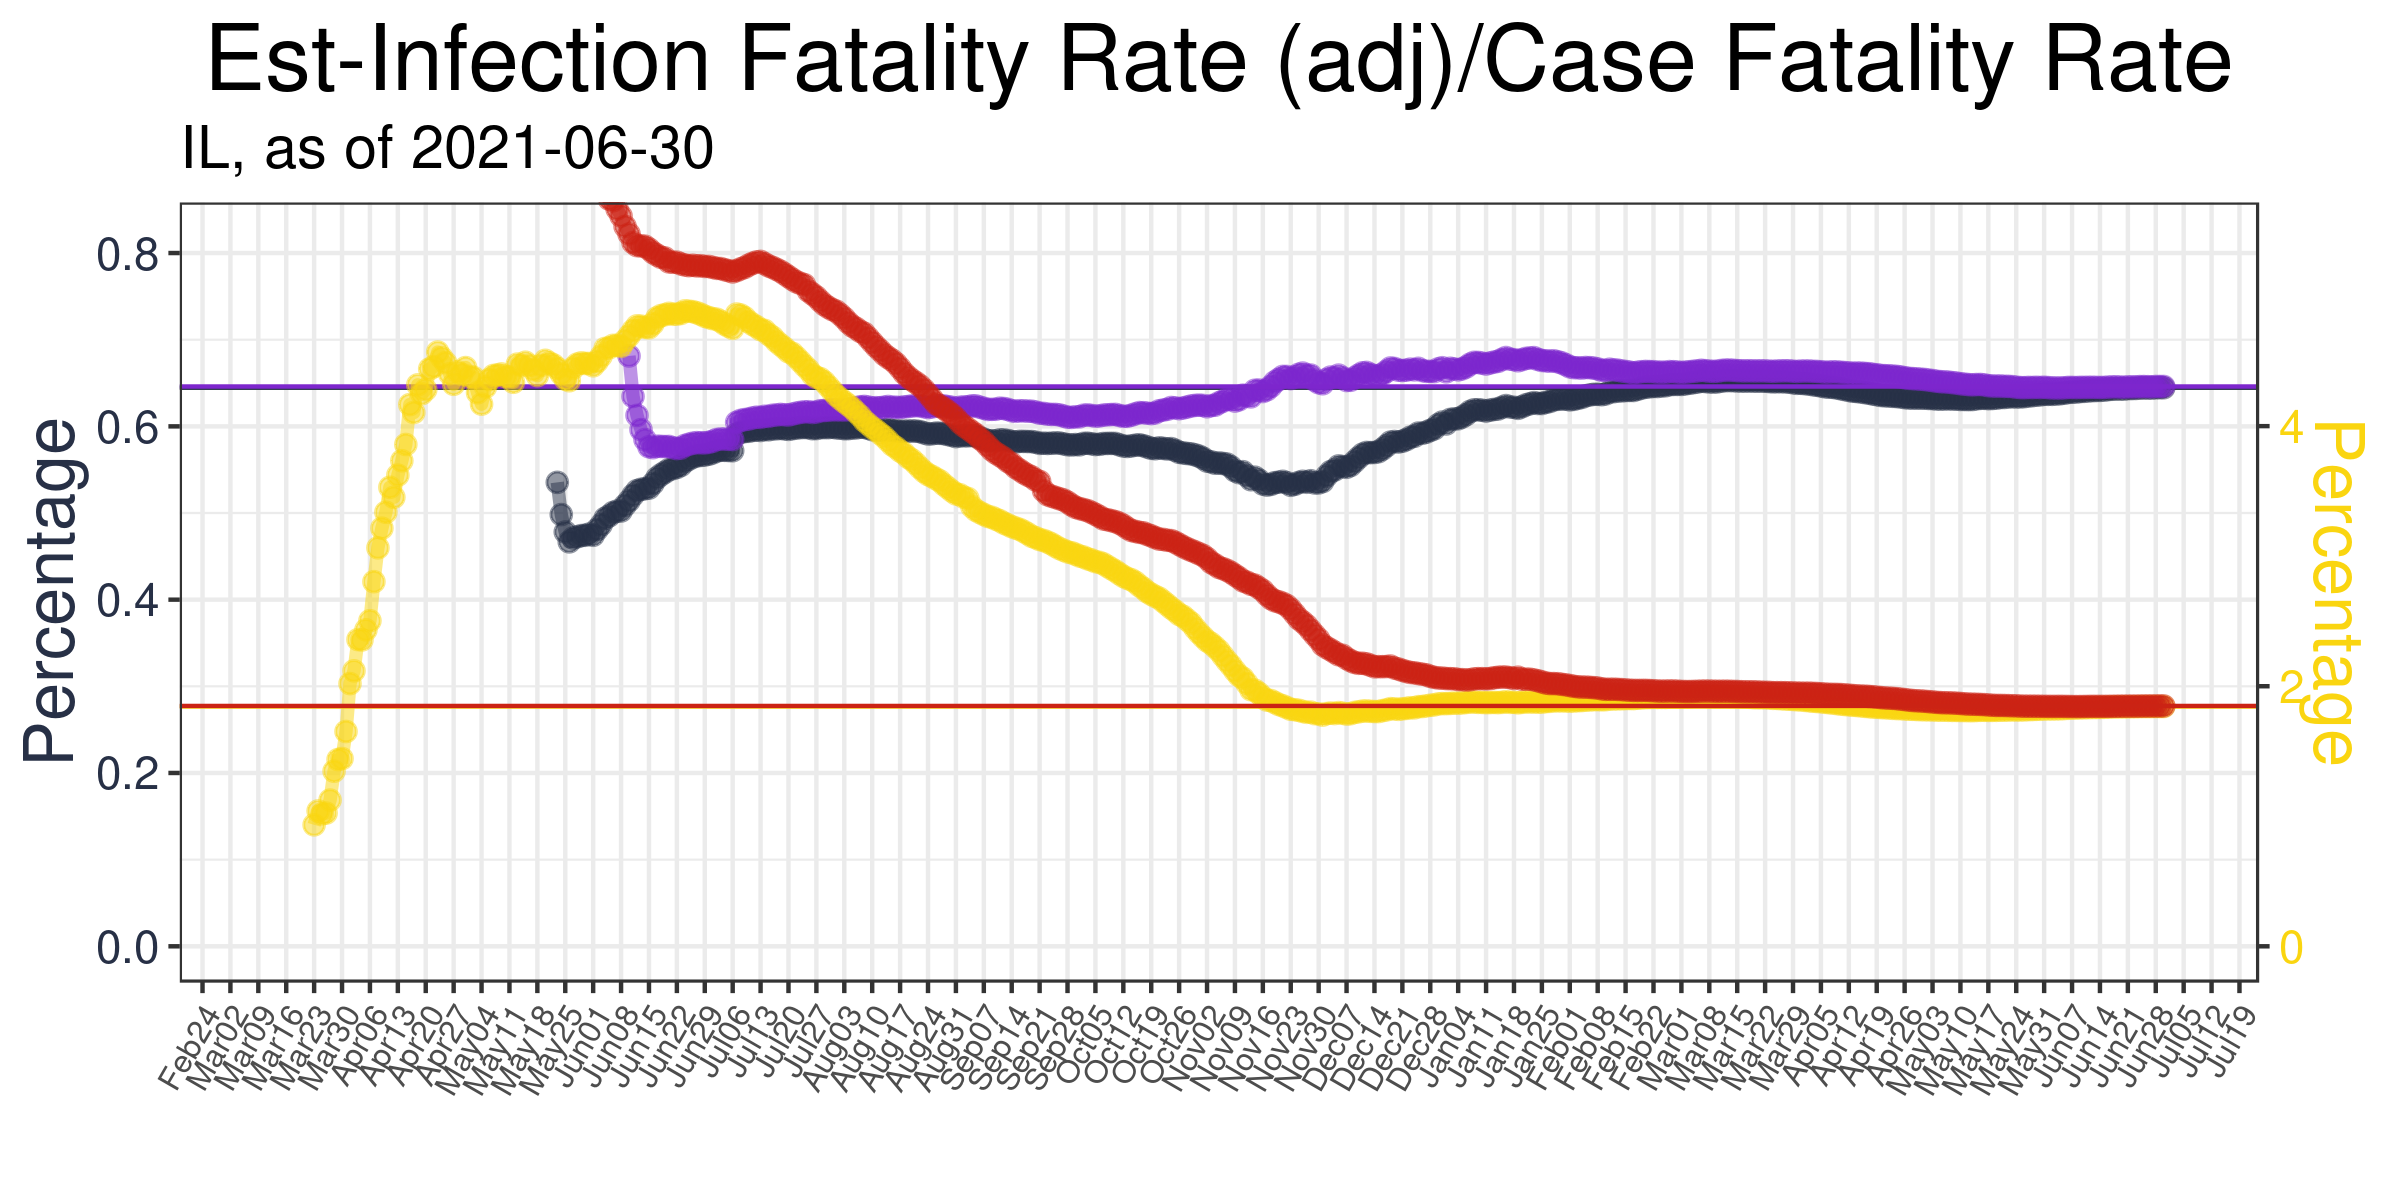 Est-Infection Fatality Rate (adj)/Case Fatality Rate
IL, as of 2021-06-30
Percentage
0.8
0.6
0.4
0.2
0.0
4
2
0
Percentage
Feb24
Mar02
Mar09
Mar16
Mar23
Mar30
Apr06
Apr13
Apr20
Apr27
May04
May11
May18
May25
Jun01
Jun08
Jun15
Jun22
Jun29
Jul06
Jul13
Jul20
Jul27
Aug03
Aug10
Aug17
Aug24
Aug31
Sep07
Sep14
Sep21
Sep28
Oct05
Oct12
Oct19
Oct26
Nov02
Nov09
Nov16
Nov23
Nov30
Dec07
Dec14
Dec21
Dec28
Jan04
Jan11
Jan18
Jan25
Feb01
Feb08
Feb15
Feb22
Mar01
Mar08
Mar15
Mar22
Mar29
Apr05
Apr12
Apr19
Apr26
May03
May10
May17
May24
May31
Jun07
Jun14
Jun21
Jun28
Jul05
Jul12
Jul19